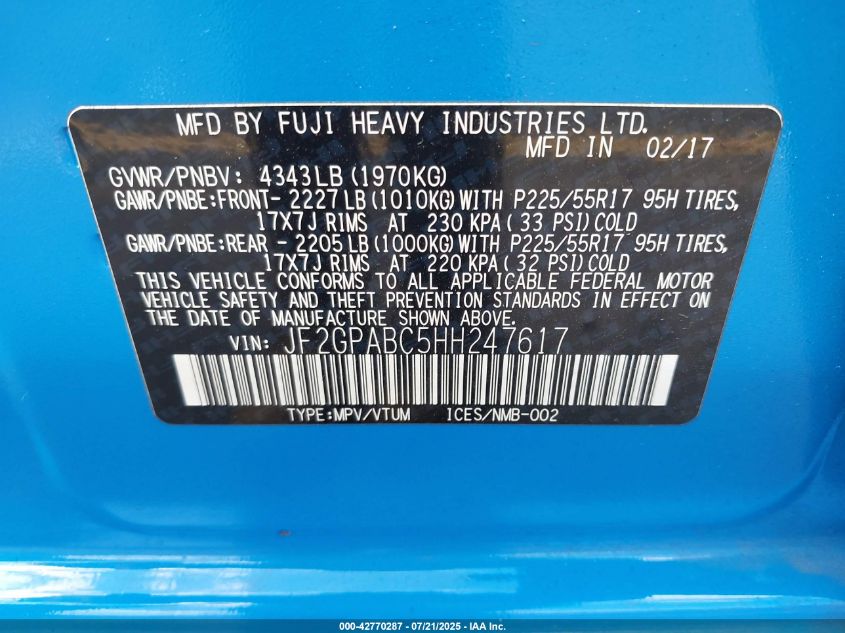 MFD BY FUJI HEAVY INDUSTRIES LTD.
MFD IN 02/17
GVWR/PNBV: 4343LB (1970KG)
GAWR/PNBE:FRONT- 2227LB (1010KG) WITH P225/55R17 95H TIRES,
17X7J RIMS AT 230 KPA( 33 PSI) COLD
GAWR/PNBE:REAR - 2205LB (1000KG) WITH P225/55R17 95H TIRES,
17X7J RIMS AT 220 KPA( 32 PSI) COLD
THIS VEHICLE CONFORMS TO ALL APPLICABLE FEDERAL MOTOR
VEHICLE SAFETY AND THEFT PREVENTION STANDARDS IN EFFECT ON
THE DATE OF MANUFACTURE SHOWN ABOVE.
VIN: JF2GPABC5HH247617
TYPE:MPV/VTUM ICES/NMB-002
000-42770287 - 07/21/2025 - IAA Inc.